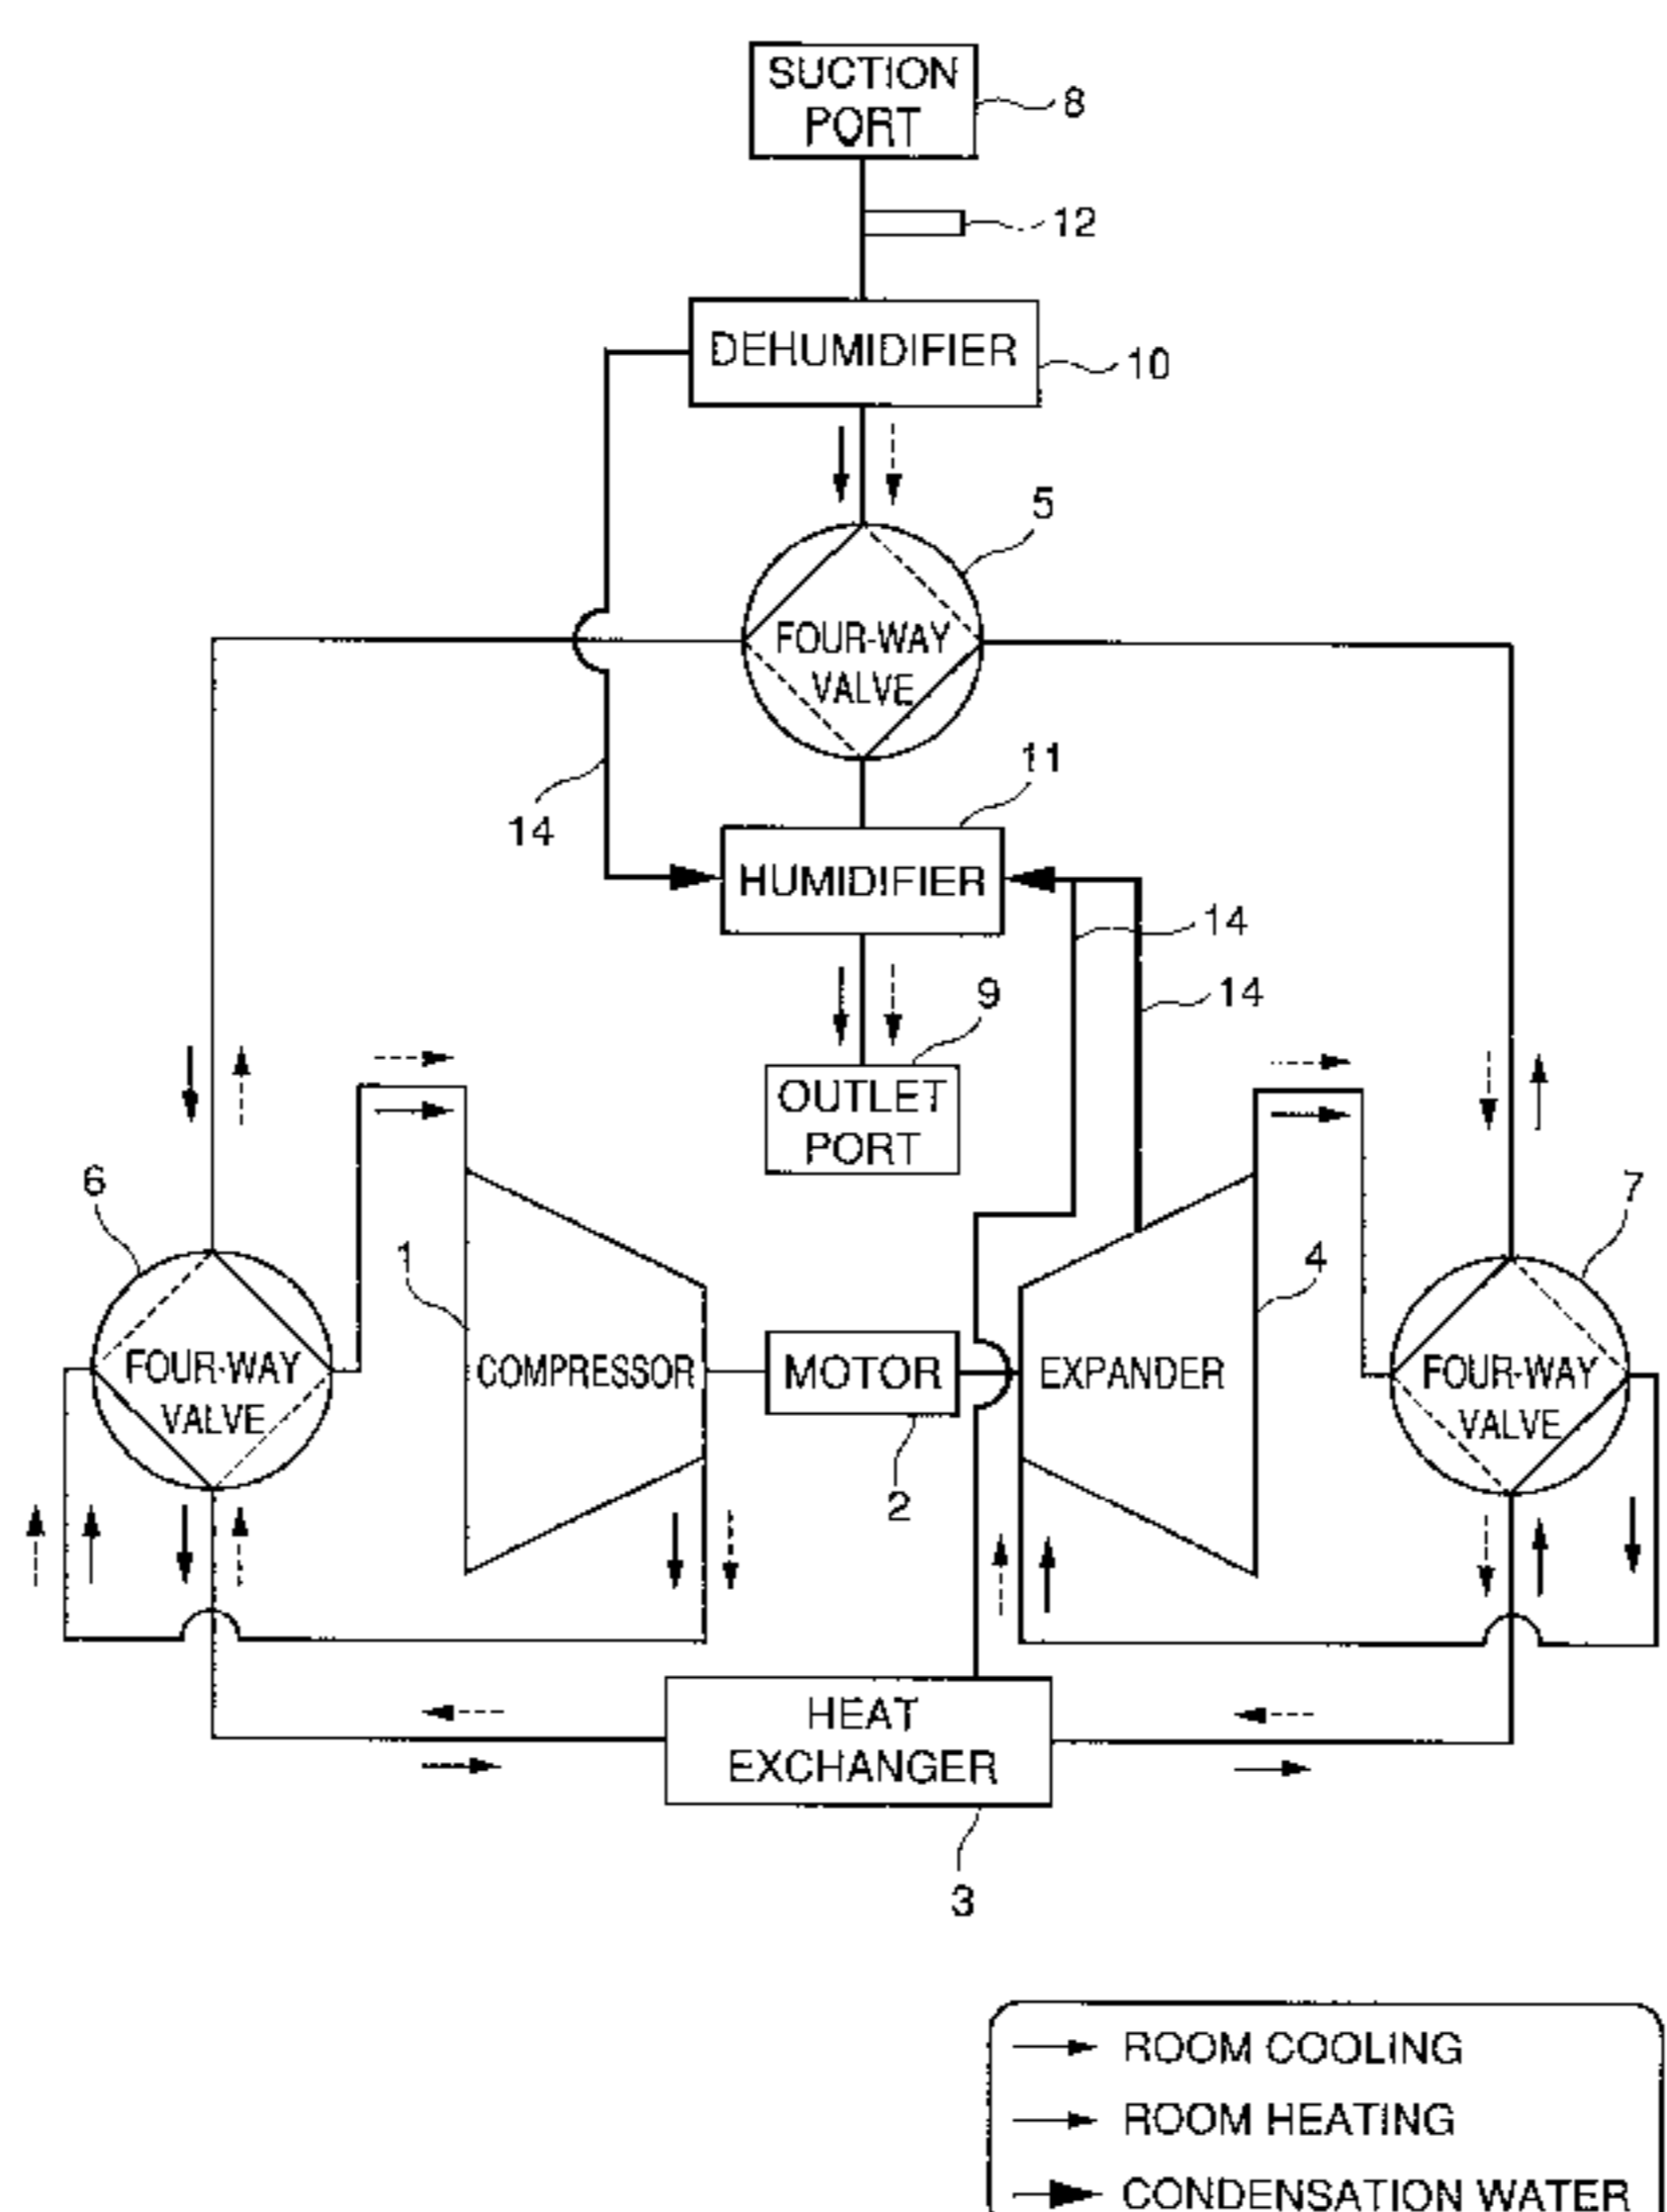 SUCTION
PORT
8
12
DEHUMIDIFIER
10
5
FOUR-WAY
VALVE
11
14
HUMIDIFIER
14
14
9
OUTLET
PORT
6
7
1
4
FOUR-WAY
VALVE
COMPRESSOR
MOTOR
EXPANDER
FOUR-WAY
VALVE
2
HEAT
EXCHANGER
3
ROOM COOLING
ROOM HEATING
CONDENSATION WATER